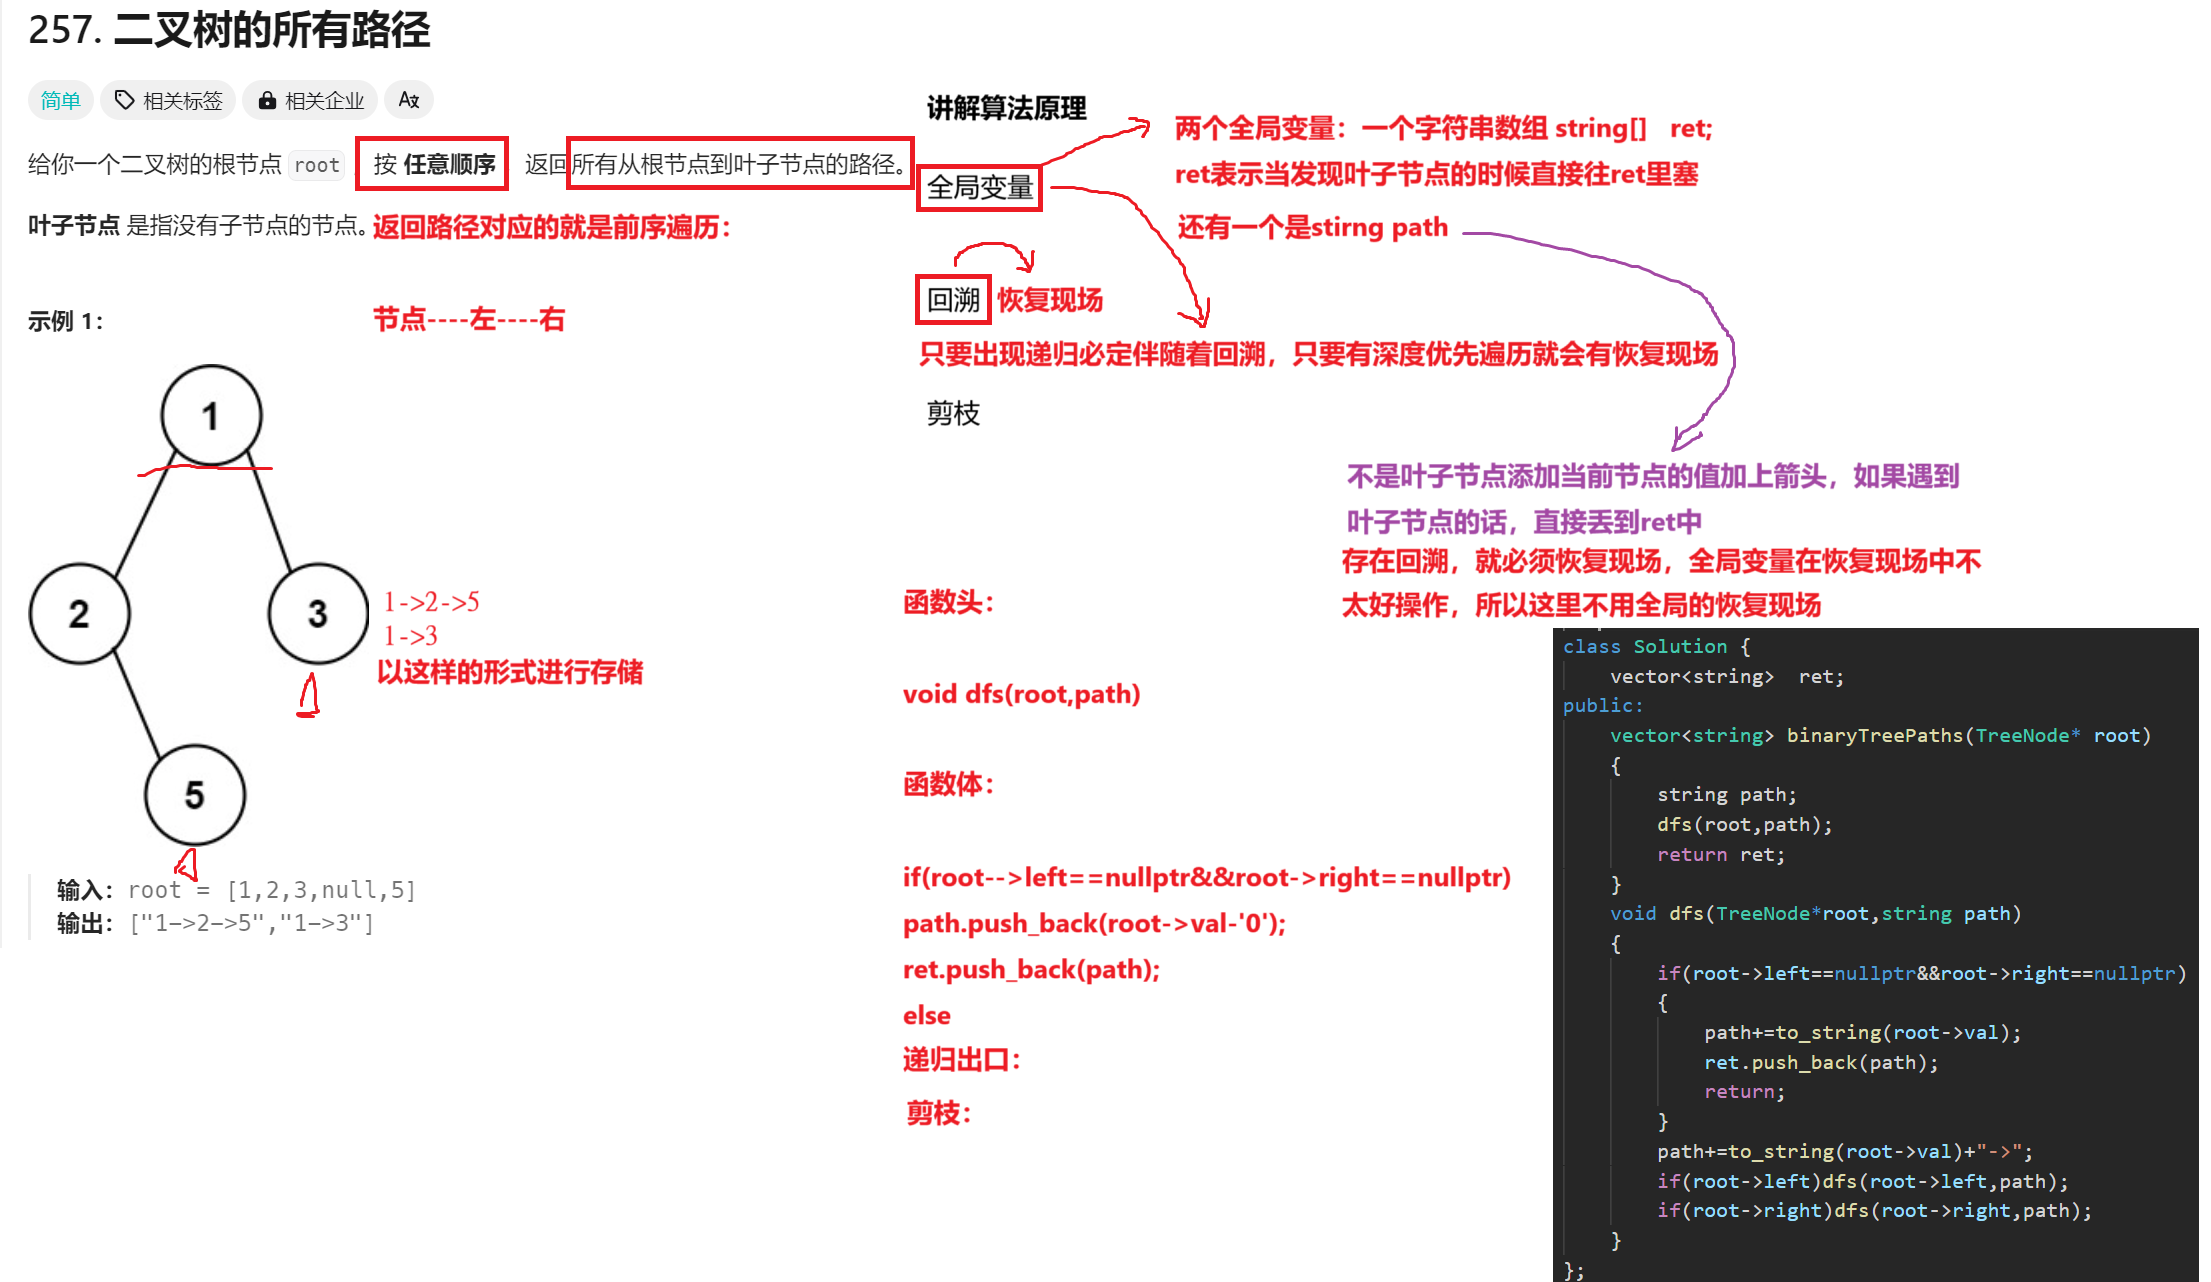 257. 二叉树的所有路径
简单 相关标签 相关企业 Aあ
给你一个二叉树的根节点 root 按 任意顺序 返回所有从根节点到叶子节点的路径。
叶子节点 是指没有子节点的节点。返回路径对应的就是前序遍历：
示例 1：
节点----左----右
1
2
3
5
1->2->5
1->3
以这样的形式进行存储
输入：root = [1,2,3,null,5]
输出：["1->2->5","1->3"]
讲解算法原理
全局变量
两个全局变量：一个字符串数组 string[] ret;
ret表示当发现叶子节点的时候直接往ret里塞
还有一个是stirng path
回溯 恢复现场
只要出现递归必定伴随着回溯，只要有深度优先遍历就会有恢复现场
剪枝
不是叶子节点添加当前节点的值加上箭头，如果遇到
叶子节点的话，直接丢到ret中
存在回溯，就必须恢复现场，全局变量在恢复现场中不
太好操作，所以这里不用全局的恢复现场
函数头：
void dfs(root,path)
函数体：
if(root-->left==nullptr&&root->right==nullptr)
path.push_back(root->val-'0');
ret.push_back(path);
else
递归出口：
剪枝：
class Solution {
vector<string> ret;
public:
vector<string> binaryTreePaths(TreeNode* root)
{
string path;
dfs(root,path);
return ret;
}
void dfs(TreeNode*root,string path)
{
if(root->left==nullptr&&root->right==nullptr)
{
path+=to_string(root->val);
ret.push_back(path);
return;
}
path+=to_string(root->val)+"->";
if(root->left)dfs(root->left,path);
if(root->right)dfs(root->right,path);
}
};